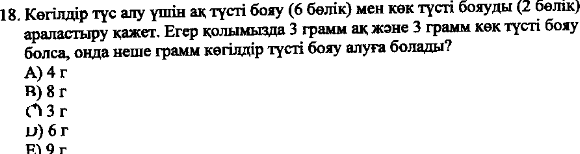 18. Көгілдір түс алу үшін ақ түсті бояу (6 бөлік) мен көк түсті бояуды (2 бөлік)
араластыру қажет. Егер қолымызда 3 грамм ақ және 3 грамм көк түсті бояу
болса, онда неше грамм көгілдір түсті бояу алуға болады?
A) 4 г
B) 8 г
C) 3 г
D) 6 г
E) 9 г